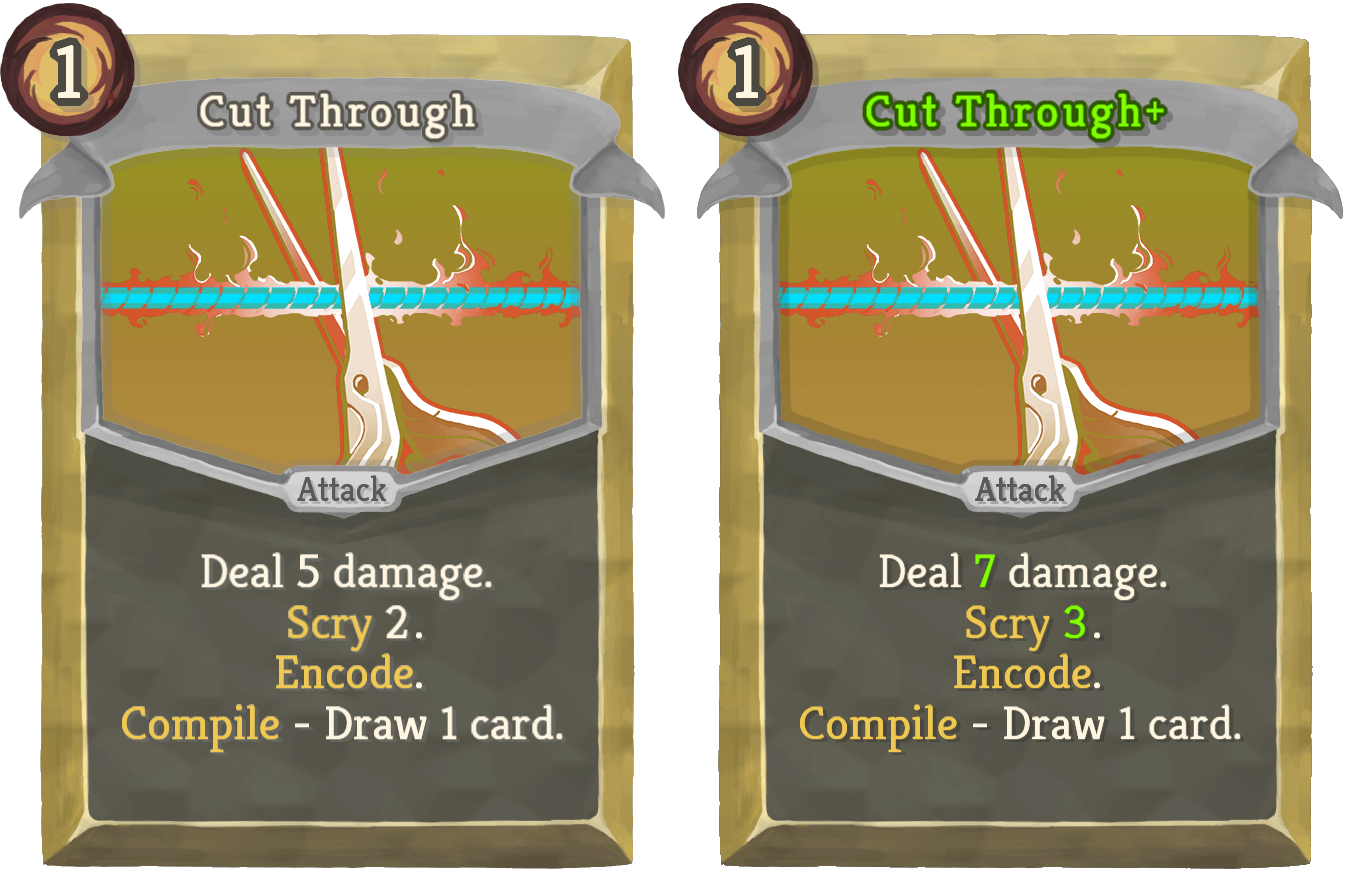 1
Cut Through
Attack
Deal 5 damage.
Scry 2.
Encode.
Compile - Draw 1 card.
1
Cut Through+
Attack
Deal 7 damage.
Scry 3.
Encode.
Compile - Draw 1 card.